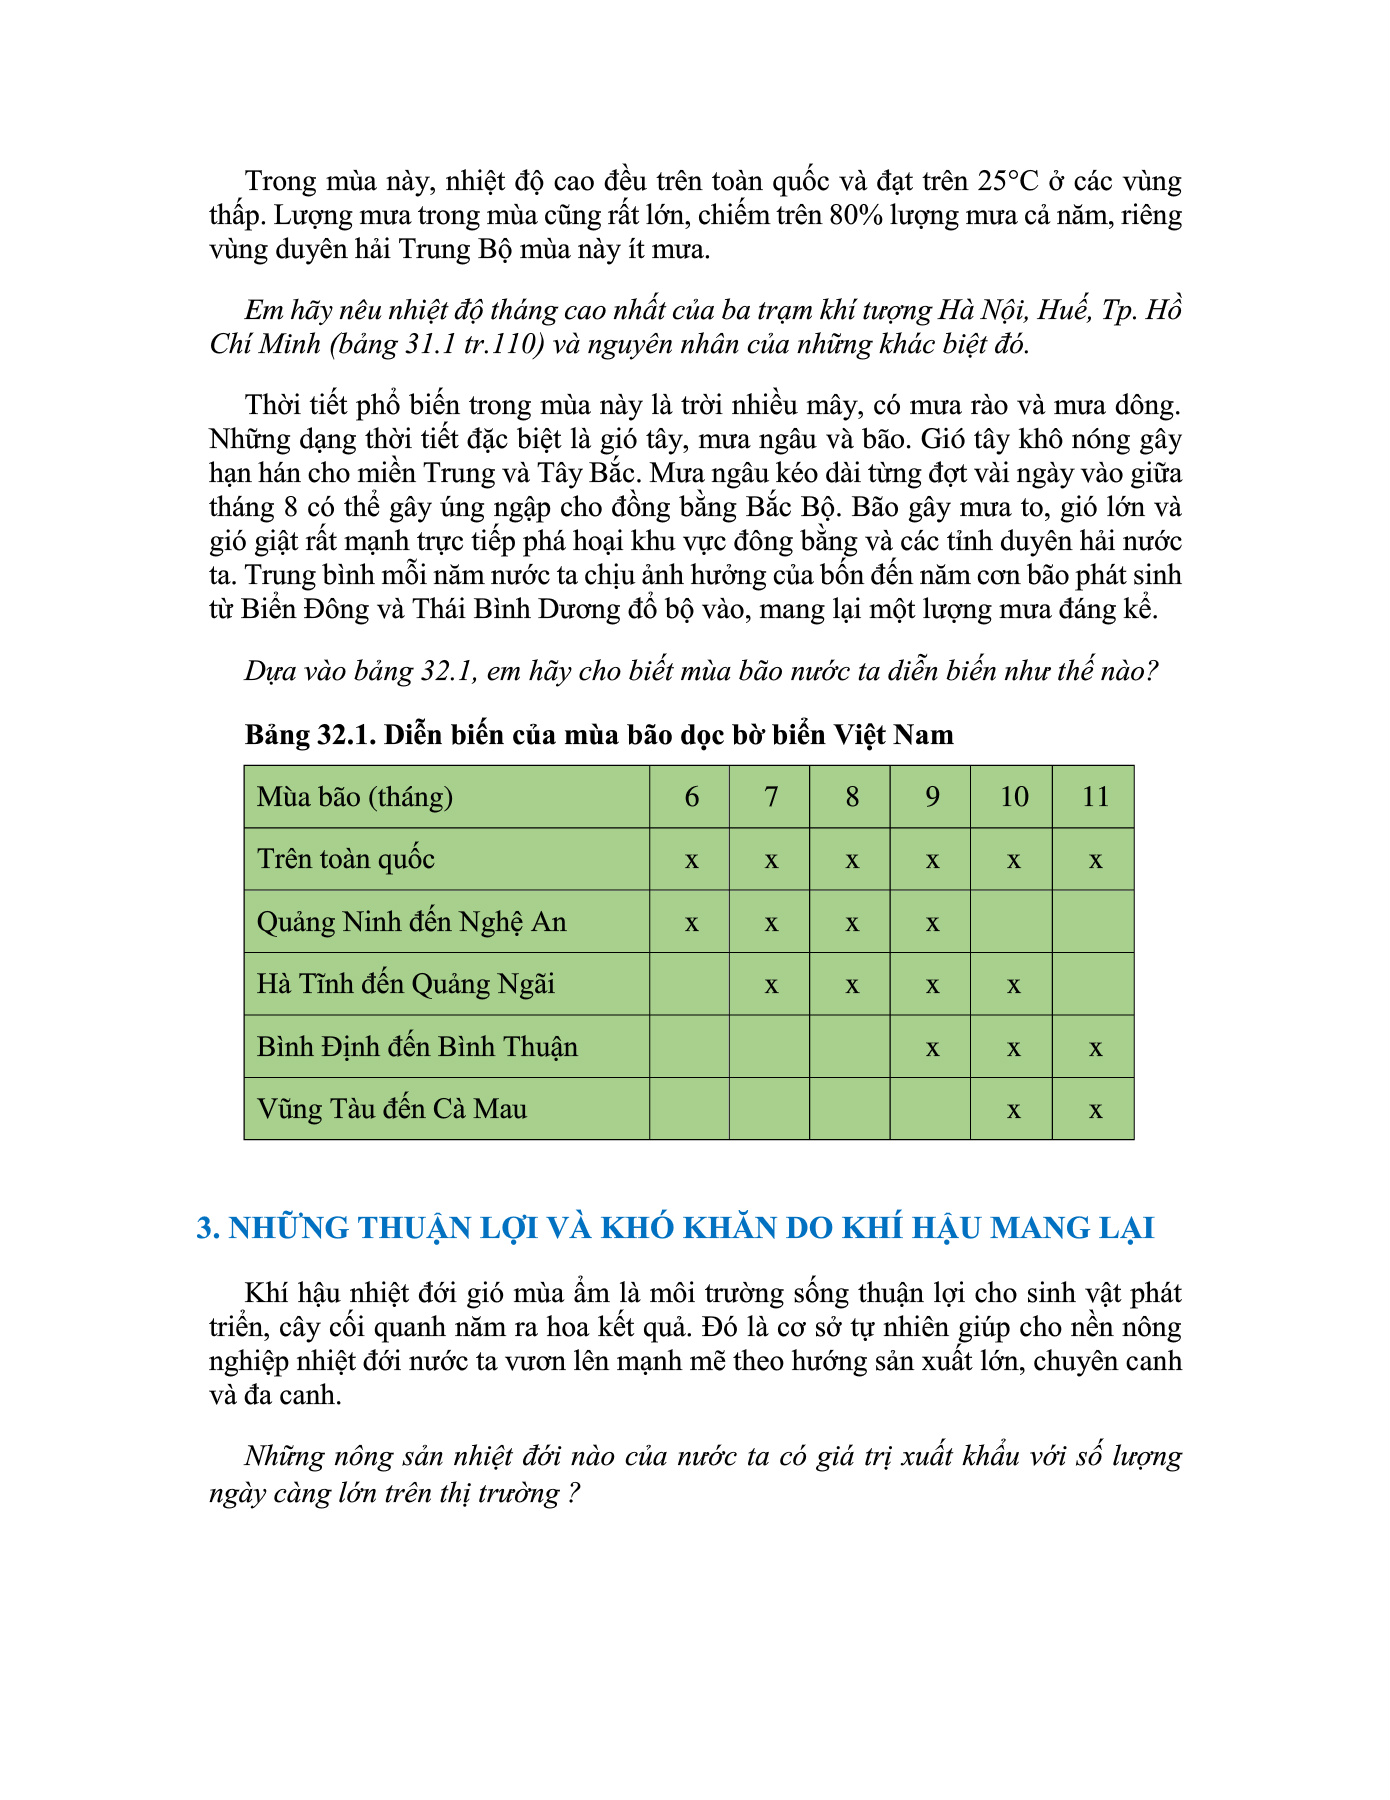 Trong mùa này, nhiệt độ cao đều trên toàn quốc và đạt trên 25°C ở các vùng
thấp. Lượng mưa trong mùa cũng rất lớn, chiếm trên 80% lượng mưa cả năm, riêng
vùng duyên hải Trung Bộ mùa này ít mưa.
Em hãy nêu nhiệt độ tháng cao nhất của ba trạm khí tượng Hà Nội, Huế, Tp. Hồ
Chí Minh (bảng 31.1 tr.110) và nguyên nhân của những khác biệt đó.
Thời tiết phổ biến trong mùa này là trời nhiều mây, có mưa rào và mưa dông.
Những dạng thời tiết đặc biệt là gió tây, mưa ngâu và bão. Gió tây khô nóng gây
hạn hán cho miền Trung và Tây Bắc. Mưa ngâu kéo dài từng đợt vài ngày vào giữa
tháng 8 có thể gây úng ngập cho đồng bằng Bắc Bộ. Bão gây mưa to, gió lớn và
gió giật rất mạnh trực tiếp phá hoại khu vực đông bằng và các tỉnh duyên hải nước
ta. Trung bình mỗi năm nước ta chịu ảnh hưởng của bốn đến năm cơn bão phát sinh
từ Biển Đông và Thái Bình Dương đổ bộ vào, mang lại một lượng mưa đáng kể.
Dựa vào bảng 32.1, em hãy cho biết mùa bão nước ta diễn biến như thế nào?
Bảng 32.1. Diễn biến của mùa bão dọc bờ biển Việt Nam
Mùa bão (tháng) 6 7 8 9 10 11
Trên toàn quốc x x x x x x
Quảng Ninh đến Nghệ An x x x x
Hà Tĩnh đến Quảng Ngãi x x x x
Bình Định đến Bình Thuận x x x
Vũng Tàu đến Cà Mau x x
3. NHỮNG THUẬN LỢI VÀ KHÓ KHĂN DO KHÍ HẬU MANG LẠI
Khí hậu nhiệt đới gió mùa ẩm là môi trường sống thuận lợi cho sinh vật phát
triển, cây cối quanh năm ra hoa kết quả. Đó là cơ sở tự nhiên giúp cho nền nông
nghiệp nhiệt đới nước ta vươn lên mạnh mẽ theo hướng sản xuất lớn, chuyên canh
và đa canh.
Những nông sản nhiệt đới nào của nước ta có giá trị xuất khẩu với số lượng
ngày càng lớn trên thị trường ?